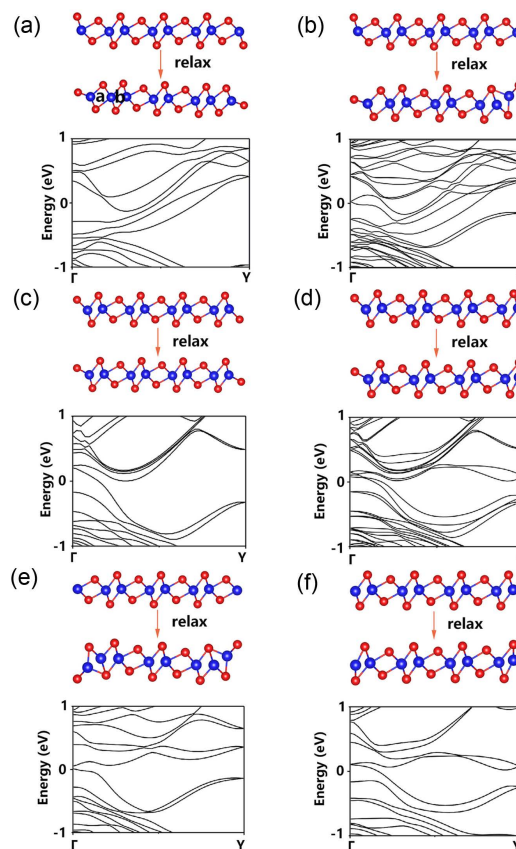 (a)
relax
a b
Energy (eV)
1
0
-1
Γ
Y
(b)
relax
Energy (eV)
1
0
-1
Γ
(c)
relax
Energy (eV)
1
0
-1
Γ
Y
(d)
relax
Energy (eV)
1
0
-1
Γ
(e)
relax
Energy (eV)
1
0
-1
Γ
Y
(f)
relax
Energy (eV)
1
0
-1
Γ